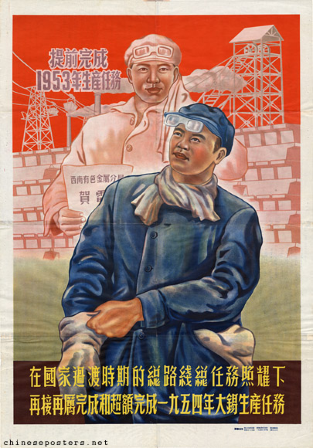 提前完成
1953年生產任務
西南有色金屬分局
賀電
在國家過渡時期的總路綫總任務照耀下
再接再厲完成和超額完成一九五四年大錫生產任務
chineseposters.net